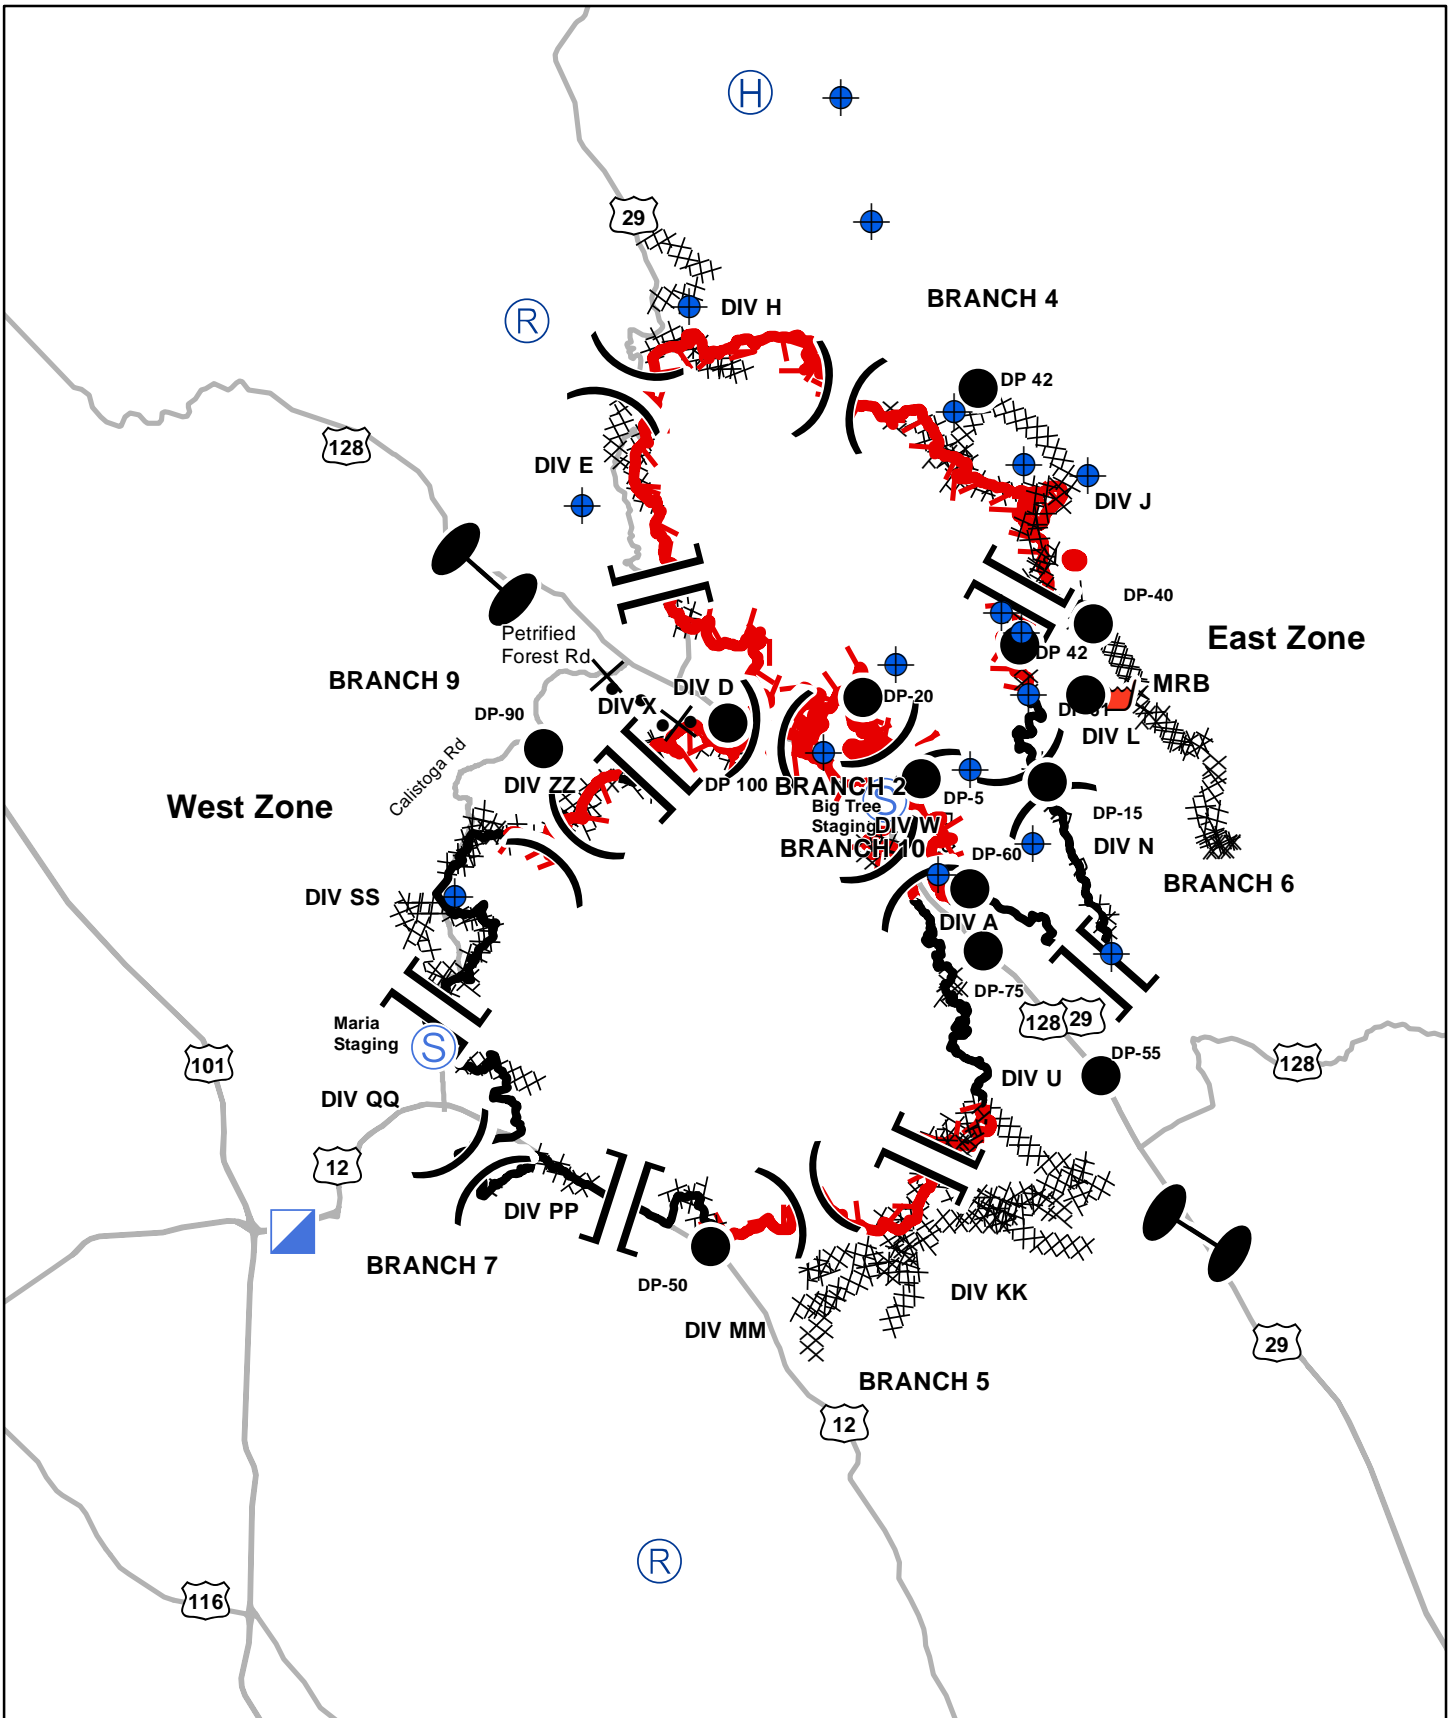 H
29
BRANCH 4
DIV H
R
DP 42
128
DIV E
DIV J
DP-40
Petrified
Forest Rd
East Zone
DP 42
BRANCH 9
DIV D
MRB
DP-20
DIV X
DP-90
DIV L
Calistoga Rd
DIV ZZ
DP 100
BRANCH 2
S
DP-5
West Zone
Big Tree
Staging
DIV W
DP-15
BRANCH 10
DP-60
DIV N
BRANCH 6
DIV SS
DIV A
DP-75
Maria
Staging
S
128
29
DP-55
128
101
DIV U
DIV QQ
12
DIV PP
BRANCH 7
DP-50
DIV KK
DIV MM
29
BRANCH 5
12
R
116